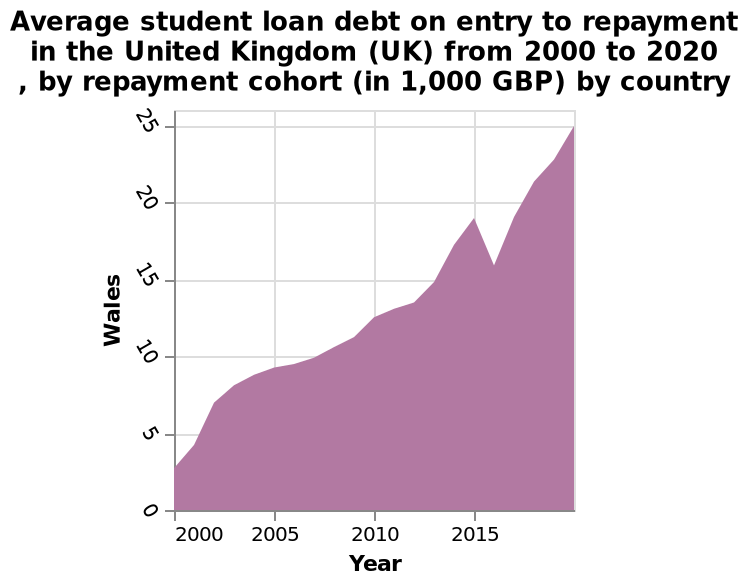 Average student loan debt on entry to repayment
in the United Kingdom (UK) from 2000 to 2020
, by repayment cohort (in 1,000 GBP) by country
25
20
15
10
5
0
Wales
2000 2005 2010 2015
Year